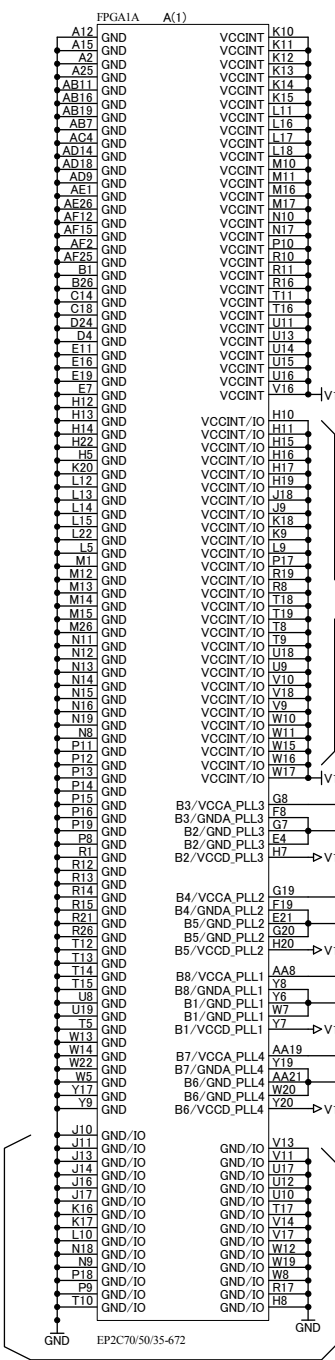 FPGA1A A(1)
A12 GND VCCINT K10
A15 GND VCCINT K11
A2 GND VCCINT K12
A25 GND VCCINT K13
AB11 GND VCCINT K14
AB16 GND VCCINT K15
AB19 GND VCCINT L11
AB7 GND VCCINT L16
AC4 GND VCCINT L17
AD14 GND VCCINT L18
AD18 GND VCCINT M10
AD9 GND VCCINT M11
AE1 GND VCCINT M16
AE26 GND VCCINT M17
AF12 GND VCCINT N10
AF15 GND VCCINT N17
AF2 GND VCCINT P10
AF25 GND VCCINT R10
B1 GND VCCINT R11
B26 GND VCCINT R16
C14 GND VCCINT T11
C18 GND VCCINT T16
D24 GND VCCINT U11
D4 GND VCCINT U13
E11 GND VCCINT U14
E16 GND VCCINT U15
E19 GND VCCINT U16
E7 GND VCCINT V16
H12 GND
H13 GND VCCINT/IO H10
H14 GND VCCINT/IO H11
H22 GND VCCINT/IO H15
H5 GND VCCINT/IO H16
K20 GND VCCINT/IO H17
L12 GND VCCINT/IO H19
L13 GND VCCINT/IO J18
L14 GND VCCINT/IO J9
L15 GND VCCINT/IO K18
L22 GND VCCINT/IO K9
L5 GND VCCINT/IO L9
M1 GND VCCINT/IO P17
M12 GND VCCINT/IO R19
M13 GND VCCINT/IO R8
M14 GND VCCINT/IO T18
M15 GND VCCINT/IO T19
M26 GND VCCINT/IO T8
N11 GND VCCINT/IO T9
N12 GND VCCINT/IO U18
N13 GND VCCINT/IO U9
N14 GND VCCINT/IO V10
N15 GND VCCINT/IO V18
N16 GND VCCINT/IO V9
N19 GND VCCINT/IO W10
N8 GND VCCINT/IO W11
P11 GND VCCINT/IO W15
P12 GND VCCINT/IO W16
P13 GND VCCINT/IO W17
P14 GND
P15 GND B3/VCCA_PLL3 G8
P16 GND B3/GNDA_PLL3 F8
P19 GND B2/GND_PLL3 G7
P8 GND B2/GND_PLL3 E4
R1 GND B2/VCCD_PLL3 H7
R12 GND
R13 GND
R14 GND B4/VCCA_PLL2 G19
R15 GND B4/GNDA_PLL2 F19
R21 GND B5/GND_PLL2 E21
R26 GND B5/GND_PLL2 G20
T12 GND B5/VCCD_PLL2 H20
T13 GND
T14 GND B8/VCCA_PLL1 AA8
T15 GND B8/GNDA_PLL1 Y8
U8 GND B1/GND_PLL1 Y6
U19 GND B1/GND_PLL1 W7
T5 GND B1/VCCD_PLL1 Y7
W13 GND
W14 GND B7/VCCA_PLL4 AA19
W22 GND B7/GNDA_PLL4 Y19
W5 GND B6/GND_PLL4 AA21
Y17 GND B6/GND_PLL4 W20
Y9 GND B6/VCCD_PLL4 Y20
J10 GND/IO
J11 GND/IO GND/IO V13
J13 GND/IO GND/IO V11
J14 GND/IO GND/IO U17
J16 GND/IO GND/IO U12
J17 GND/IO GND/IO U10
K16 GND/IO GND/IO T17
K17 GND/IO GND/IO V14
L10 GND/IO GND/IO V17
N18 GND/IO GND/IO W12
N9 GND/IO GND/IO W19
P18 GND/IO GND/IO W8
P9 GND/IO GND/IO R17
T10 GND/IO GND/IO H8
GND GND
EP2C70/50/35-672